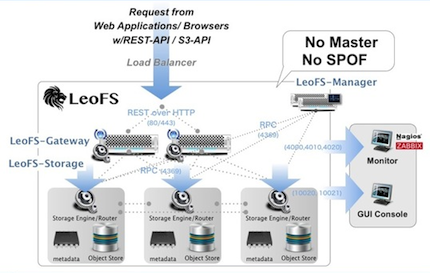 Request from
Web Applications/ Browsers
w/REST-API / S3-API
Load Balancer
No Master
No SPOF
LeoFS
LeoFS-Manager
REST over HTTP
(80/443)
RPC
(4369)
LeoFS-Gateway
LeoFS-Storage
(4000,4010,4020)
RPC
(4369)
Nagios
ZABBIX
Monitor
(10020, 10021)
GUI Console
Storage Engine/Router
Storage Engine/Router
Storage Engine/Router
metadata
Object Store
metadata
Object Store
metadata
Object Store